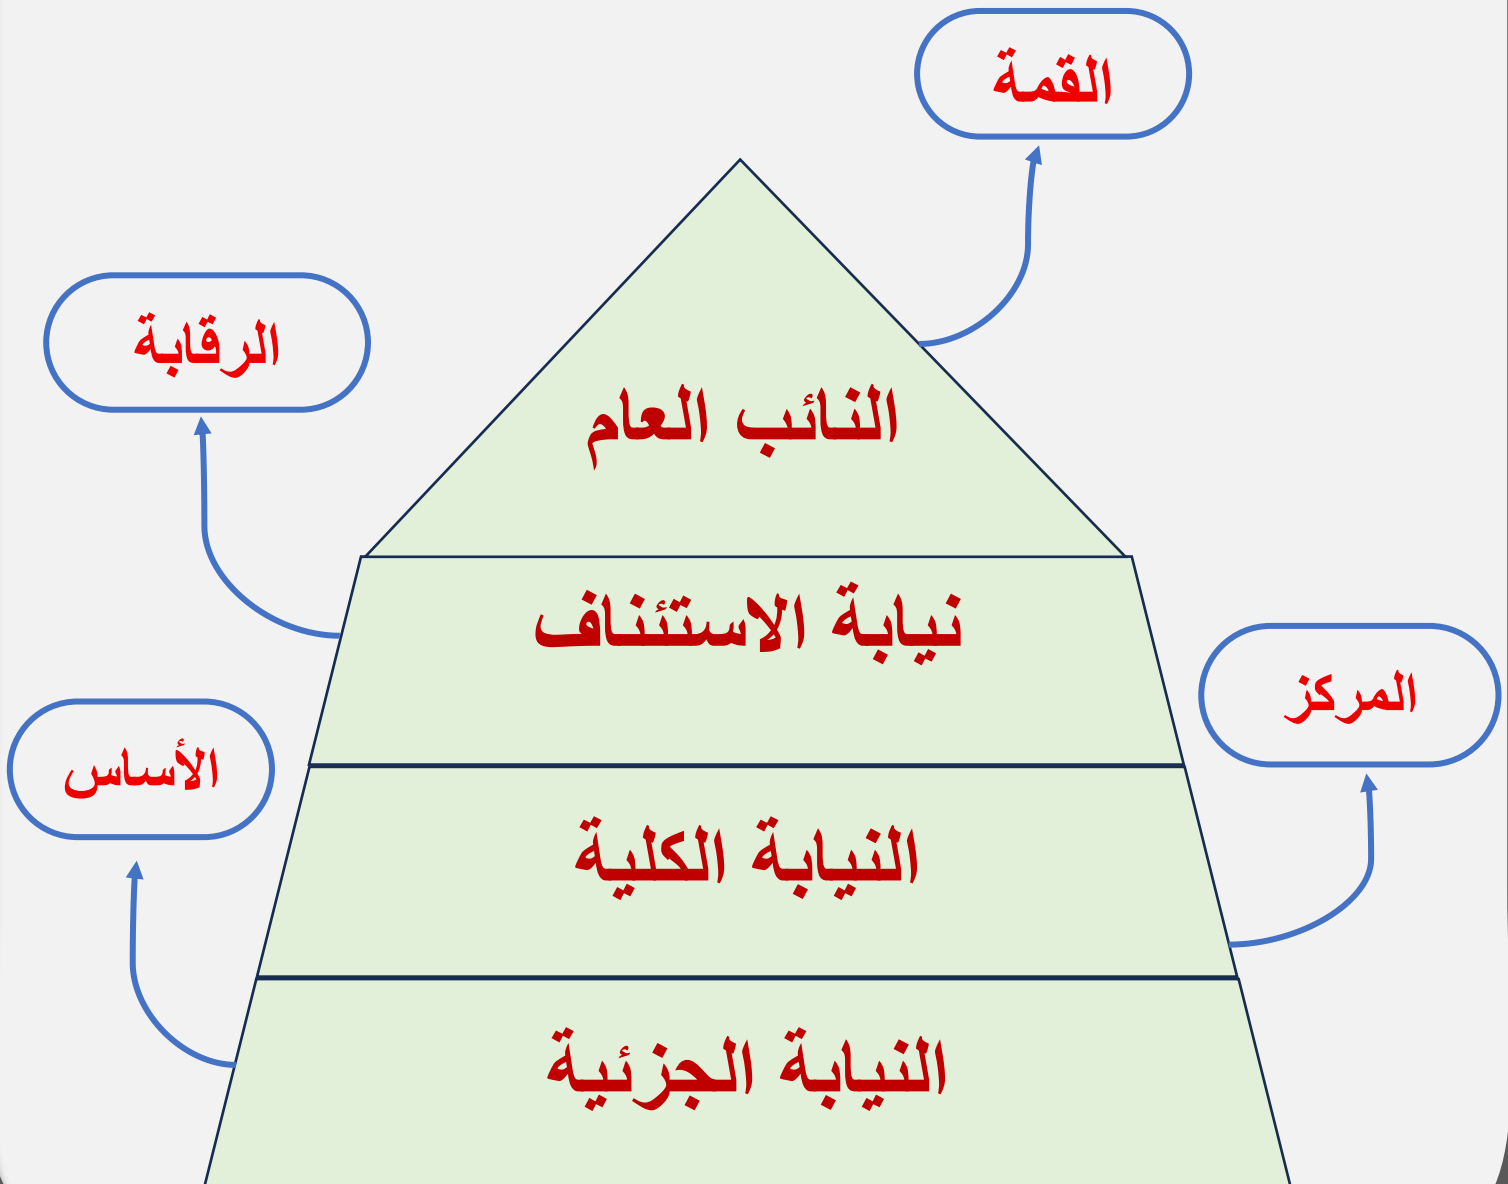 القمة
الرقابة
النائب العام
نيابة الاستئناف
المركز
الأساس
النيابة الكلية
النيابة الجزئية